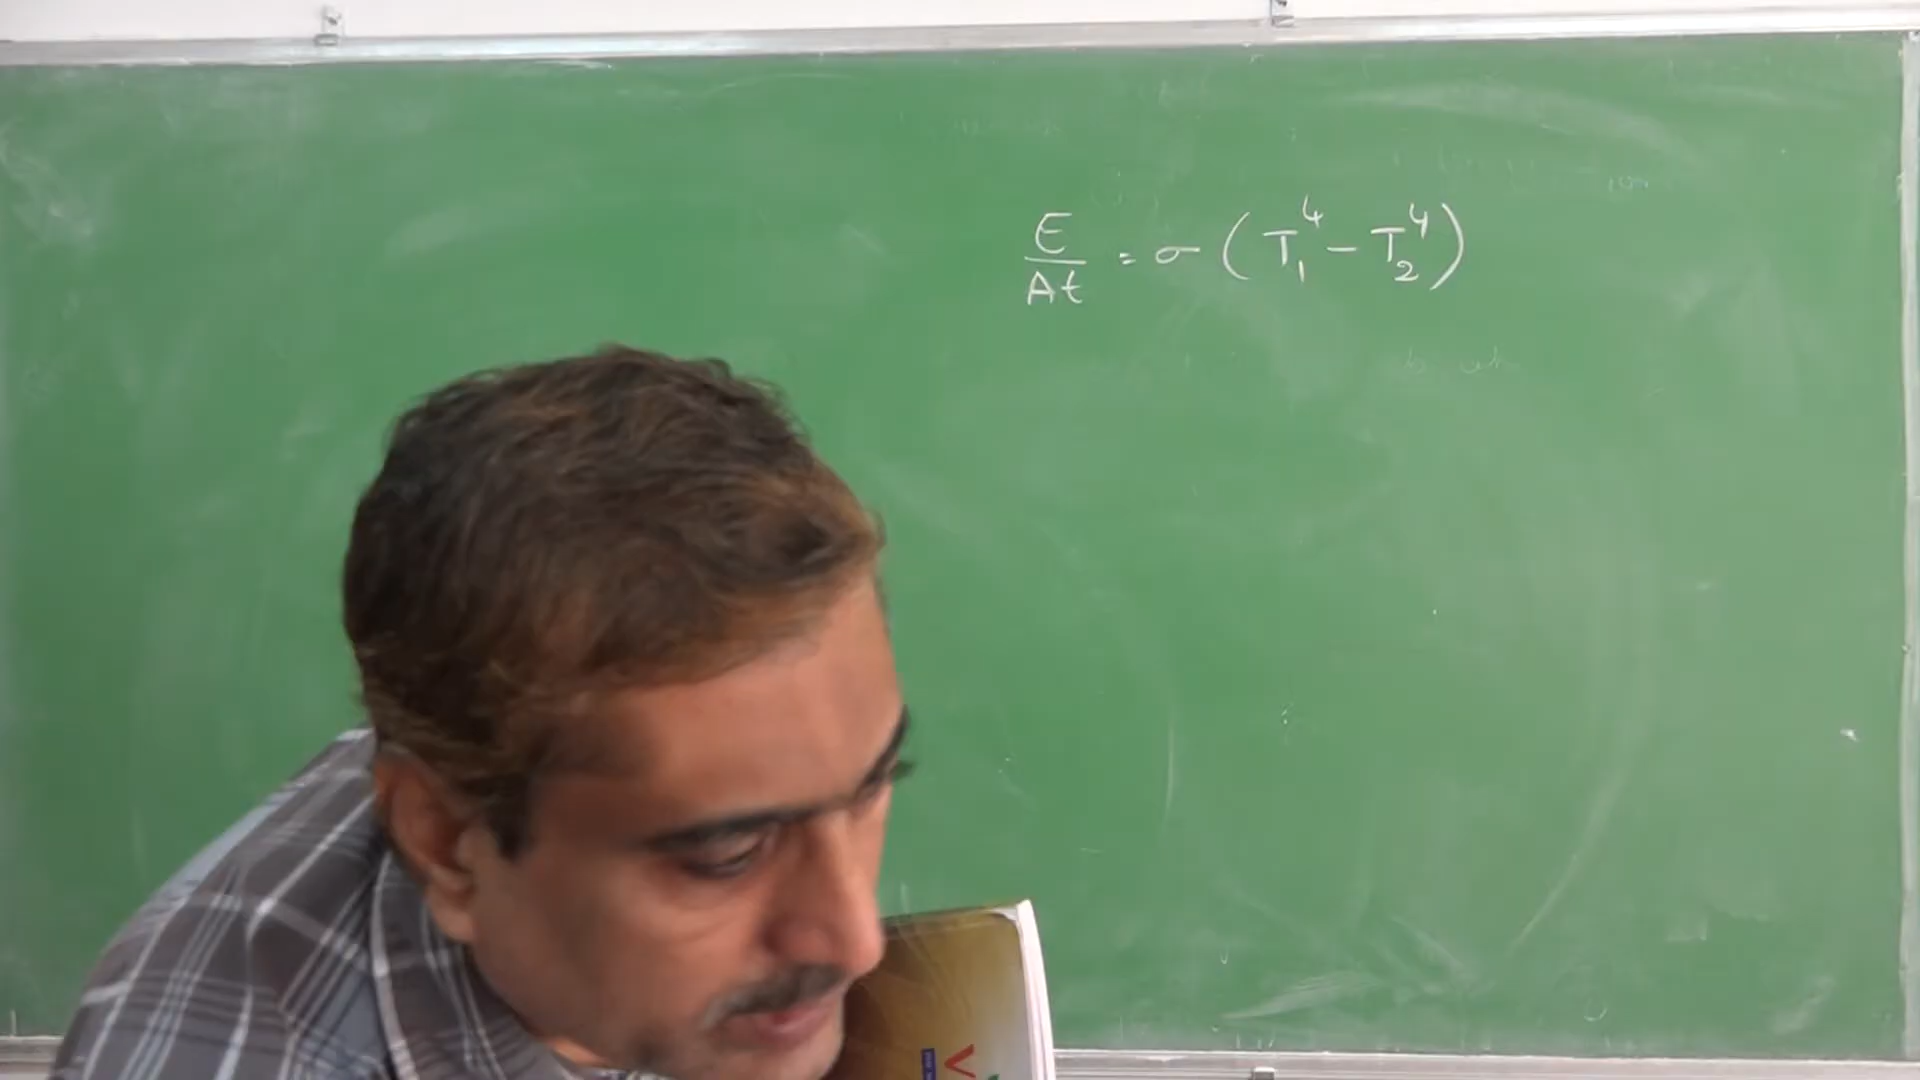 E/At = σ (T₁⁴ - T₂⁴)
V